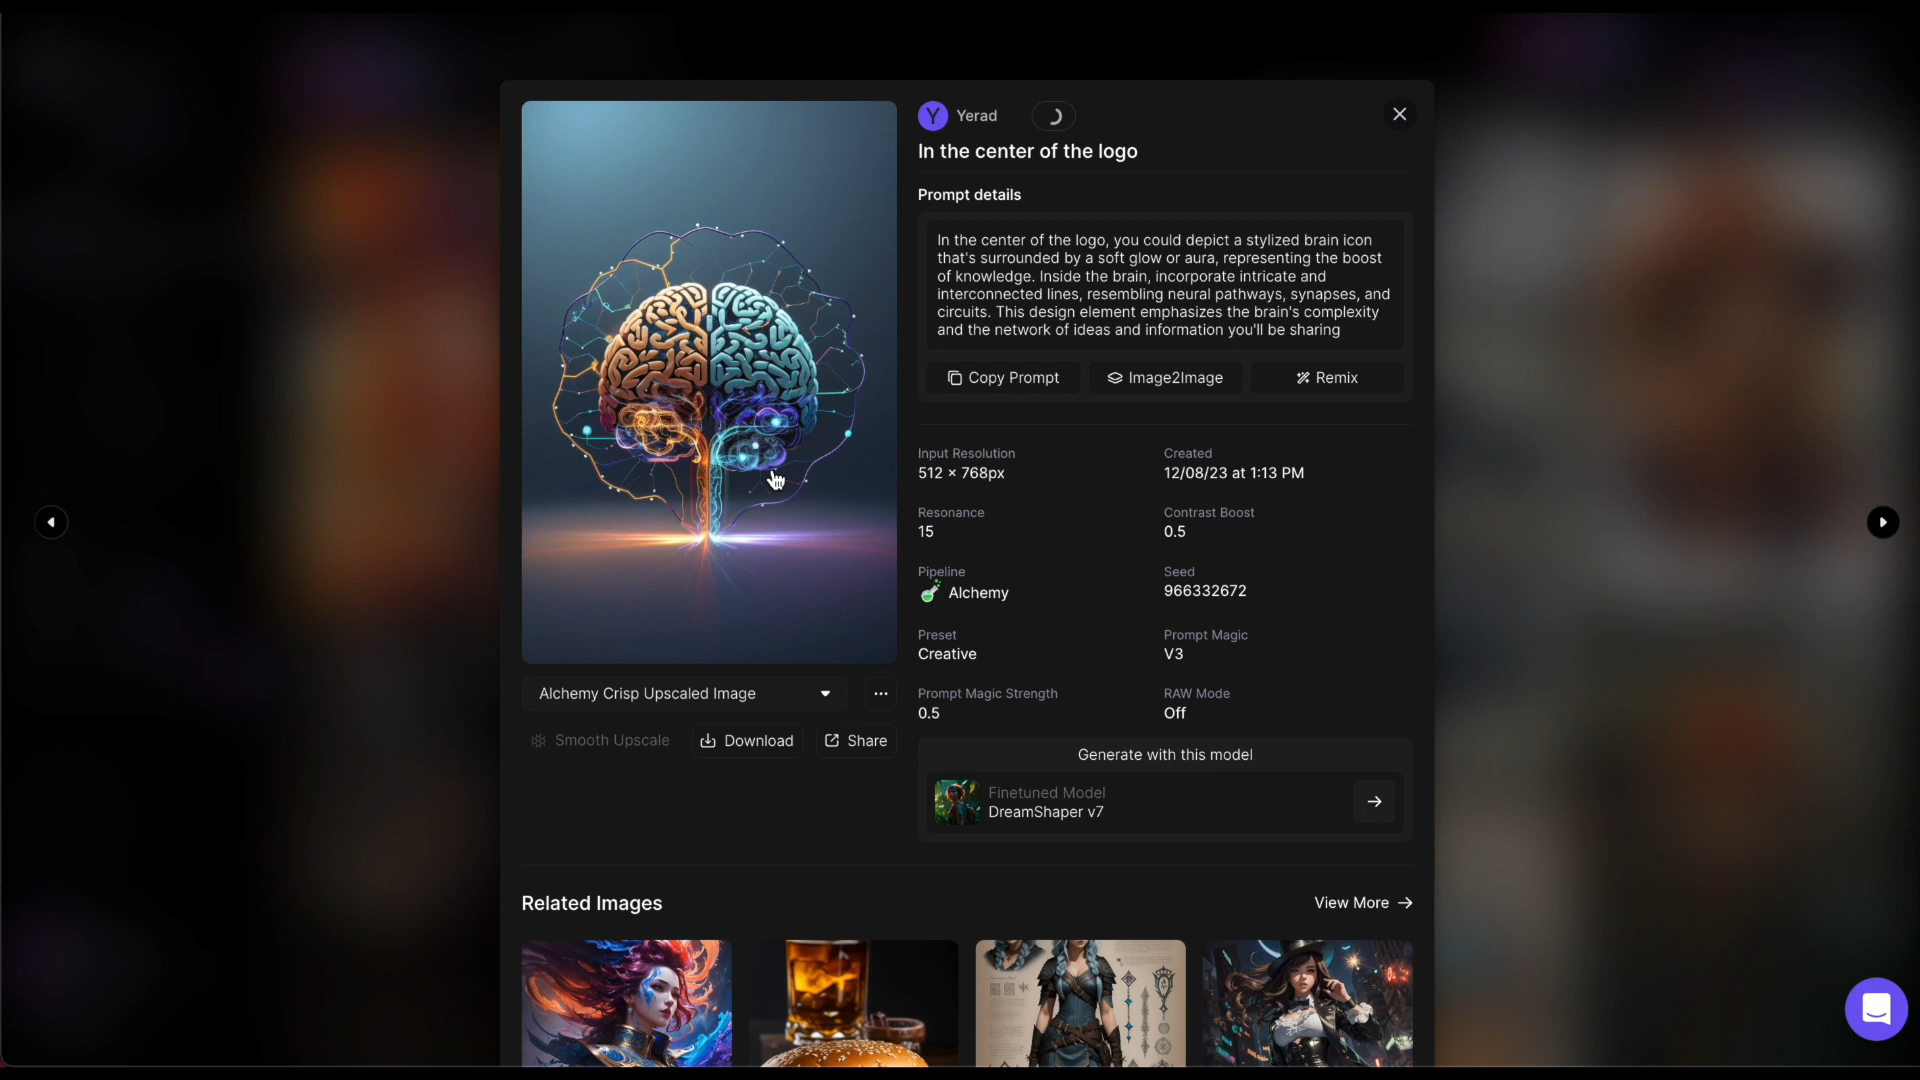 Y Yerad
In the center of the logo
Prompt details
In the center of the logo, you could depict a stylized brain icon
that's surrounded by a soft glow or aura, representing the boost
of knowledge. Inside the brain, incorporate intricate and
interconnected lines, resembling neural pathways, synapses, and
circuits. This design element emphasizes the brain's complexity
and the network of ideas and information you'll be sharing
Copy Prompt
Image2Image
Remix
Input Resolution
512 × 768px
Created
12/08/23 at 1:13 PM
Resonance
15
Contrast Boost
0.5
Pipeline
Alchemy
Seed
966332672
Preset
Creative
Prompt Magic
V3
Prompt Magic Strength
0.5
RAW Mode
Off
Alchemy Crisp Upscaled Image
Smooth Upscale
Download
Share
Generate with this model
Finetuned Model
DreamShaper v7
Related Images
View More